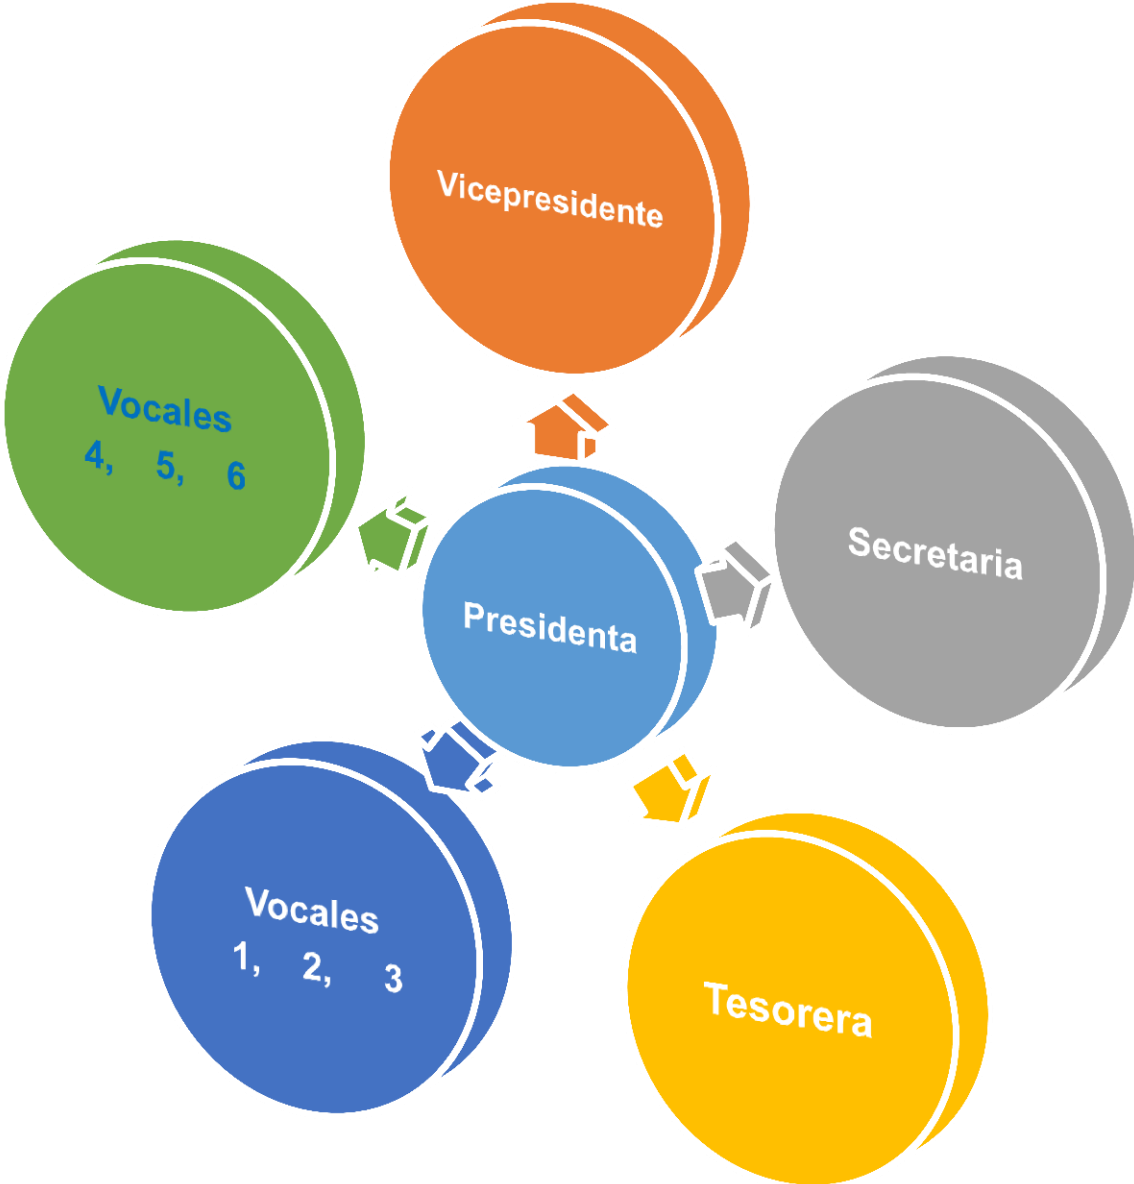 Vicepresidente
Vocales
4, 5, 6
Secretaria
Presidenta
Vocales
1, 2, 3
Tesorera